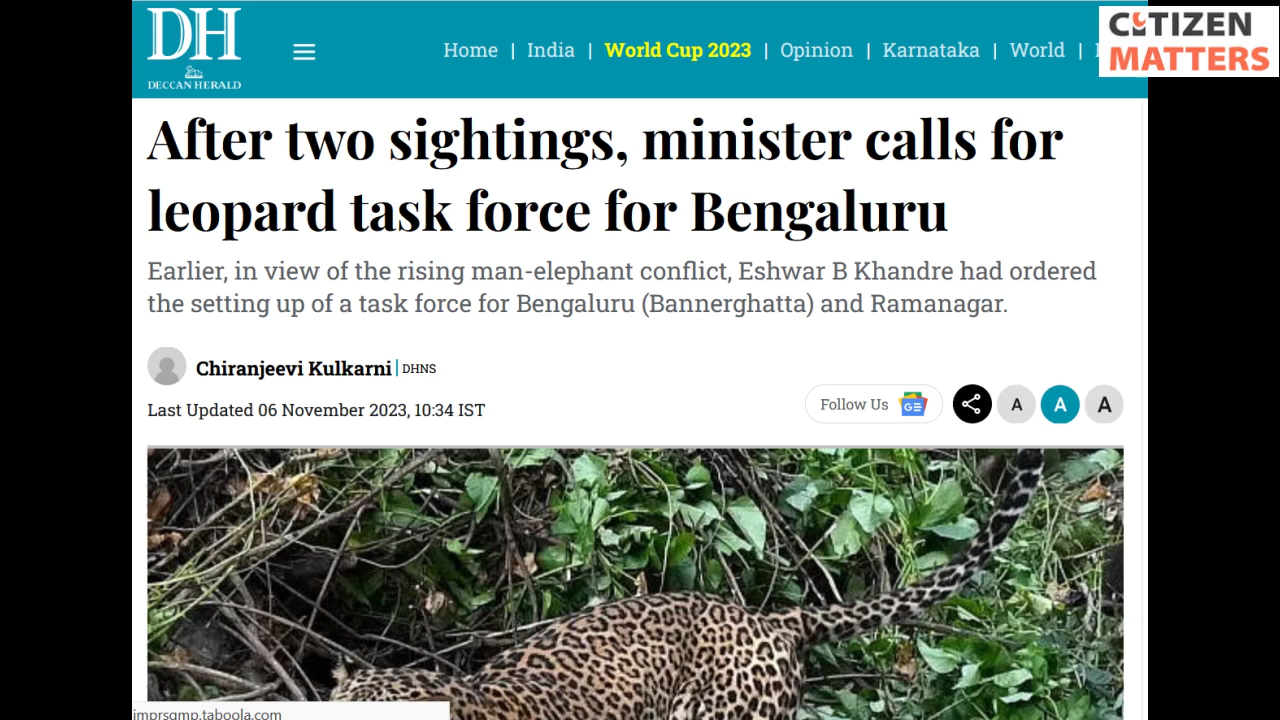 DH
DECCAN HERALD
Home | India | World Cup 2023 | Opinion | Karnataka | World |
CITIZEN
MATTERS
After two sightings, minister calls for
leopard task force for Bengaluru
Earlier, in view of the rising man-elephant conflict, Eshwar B Khandre had ordered
the setting up of a task force for Bengaluru (Bannerghatta) and Ramanagar.
Chiranjeevi Kulkarni | DHNS
Last Updated 06 November 2023, 10:34 IST
Follow Us GE A A A
imprsgmp.taboola.com